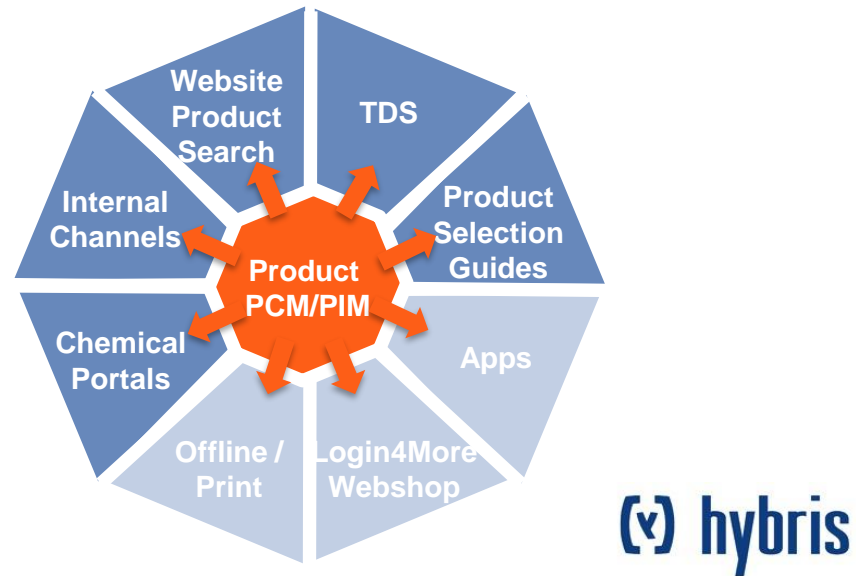 Website
Product
Search
TDS
Product
Selection
Guides
Apps
Login4More
Webshop
Offline /
Print
Chemical
Portals
Internal
Channels
Product
PCM/PIM
(y) hybris